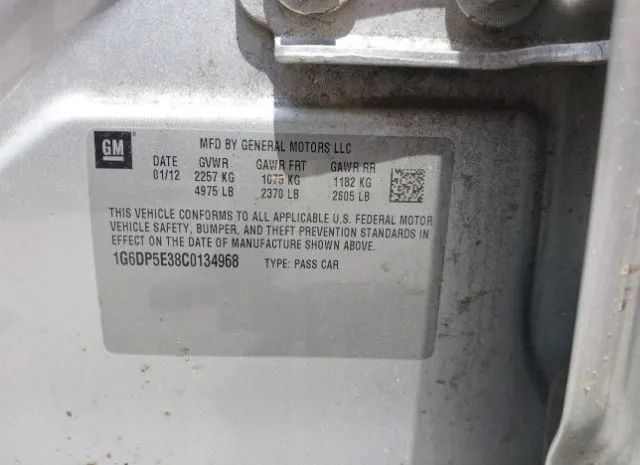 GM
MFD BY GENERAL MOTORS LLC
DATE GVWR GAWR FRT GAWR RR
01/12 2257 KG 1075 KG 1182 KG
4975 LB 2370 LB 2605 LB
THIS VEHICLE CONFORMS TO ALL APPLICABLE U.S. FEDERAL MOTOR
VEHICLE SAFETY, BUMPER, AND THEFT PREVENTION STANDARDS IN
EFFECT ON THE DATE OF MANUFACTURE SHOWN ABOVE.
1G6DP5E38C0134968 TYPE: PASS CAR